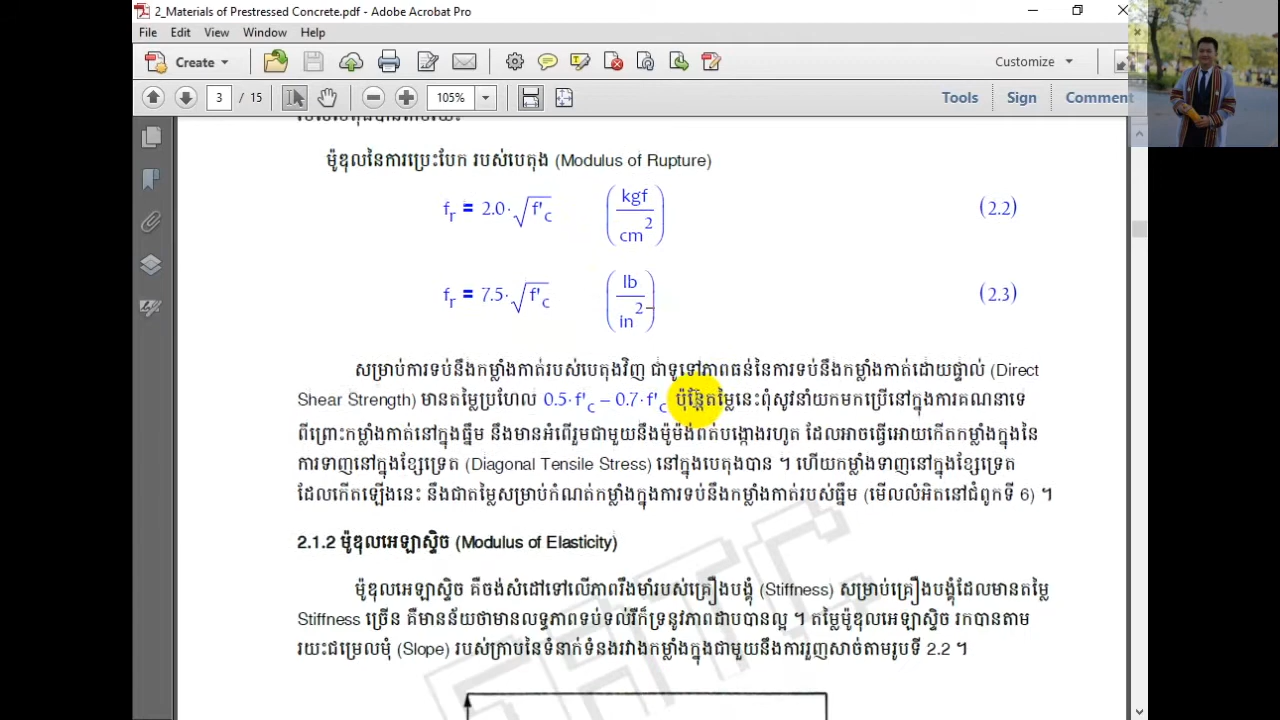 2_Materials of Prestressed Concrete.pdf - Adobe Acrobat Pro
File Edit View Window Help
Create Customize
3 / 15 105% Tools Sign Comment
ម៉ូឌុលនៃការប្រេះបែក របស់បេតុង (Modulus of Rupture)
fr = 2.0·√f'c (kgf/cm²) (2.2)
fr = 7.5·√f'c (lb/in²) (2.3)
សម្រាប់ការទប់នឹងកម្លាំងកាត់របស់បេតុងវិញ ជាទូទៅភាពធន់នៃការទប់នឹងកម្លាំងកាត់ដោយផ្ទាល់ (Direct
Shear Strength) មានតម្លៃប្រហែល 0.5·f'c – 0.7·f'c ប៉ុន្តែតម្លៃនេះពុំសូវនាំយកមកប្រើនៅក្នុងការគណនាទេ
ពីព្រោះកម្លាំងកាត់នៅក្នុងធ្នឹម នឹងមានអំពើរួមជាមួយនឹងម៉ូម៉ង់ពត់បង្កោងរហូត ដែលអាចធ្វើអោយកើតកម្លាំងក្នុងនៃ
ការទាញនៅក្នុងខ្សែទ្រេត (Diagonal Tensile Stress) នៅក្នុងបេតុងបាន ។ ហើយកម្លាំងទាញនៅក្នុងខ្សែទ្រេត
ដែលកើតឡើងនេះ នឹងជាតម្លៃសម្រាប់កំណត់កម្លាំងក្នុងការទប់នឹងកម្លាំងកាត់របស់ធ្នឹម (មើលលំអិតនៅជំពូកទី 6) ។
2.1.2 ម៉ូឌុលអេឡាស្ទិច (Modulus of Elasticity)
ម៉ូឌុលអេឡាស្ទិច គឺចង់សំដៅទៅលើភាពរឹងមាំរបស់គ្រឿងបង្គុំ (Stiffness) សម្រាប់គ្រឿងបង្គុំដែលមានតម្លៃ
Stiffness ច្រើន គឺមានន័យថាមានលទ្ធភាពទប់ទល់រឺក៏ទ្រនូវភាពដាបបានល្អ ។ តម្លៃម៉ូឌុលអេឡាស្ទិច រកបានតាម
រយះជម្រេលមុំ (Slope) របស់ក្រាបនៃទំនាក់ទំនងរវាងកម្លាំងក្នុងជាមួយនឹងការរួញសាច់តាមរូបទី 2.2 ។